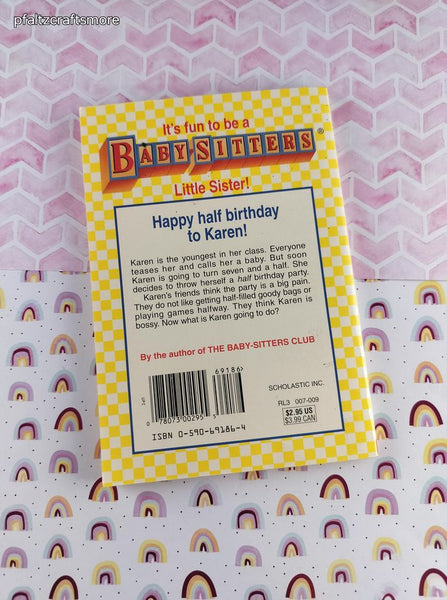 pfaltzcraftsmore
It's fun to be a
BABY-SITTERS®
Little Sister!
Happy half birthday
to Karen!
Karen is the youngest in her class. Everyone
teases her and calls her a baby. But soon
Karen is going to turn seven and a half. She
decides to throw herself a half birthday party.
Karen's friends think the party is a big pain.
They do not like getting half-filled goody bags or
playing games halfway. They think Karen is
bossy. Now what is Karen going to do?
By the author of THE BABY-SITTERS CLUB
69186
SCHOLASTIC INC.
RL3 007-009
$2.95 US
$3.99 CAN
0 78073 00295 5
ISBN 0-590-69186-4